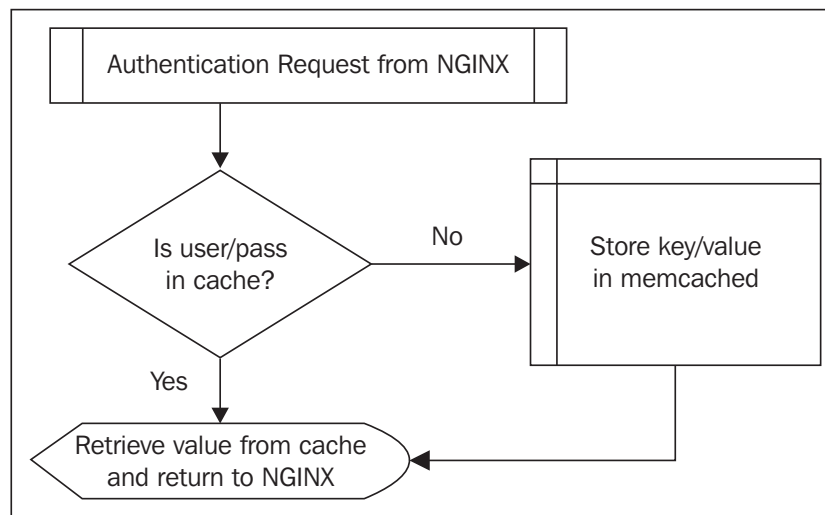 Authentication Request from NGINX
Is user/pass
in cache?
No
Store key/value
in memcached
Yes
Retrieve value from cache
and return to NGINX